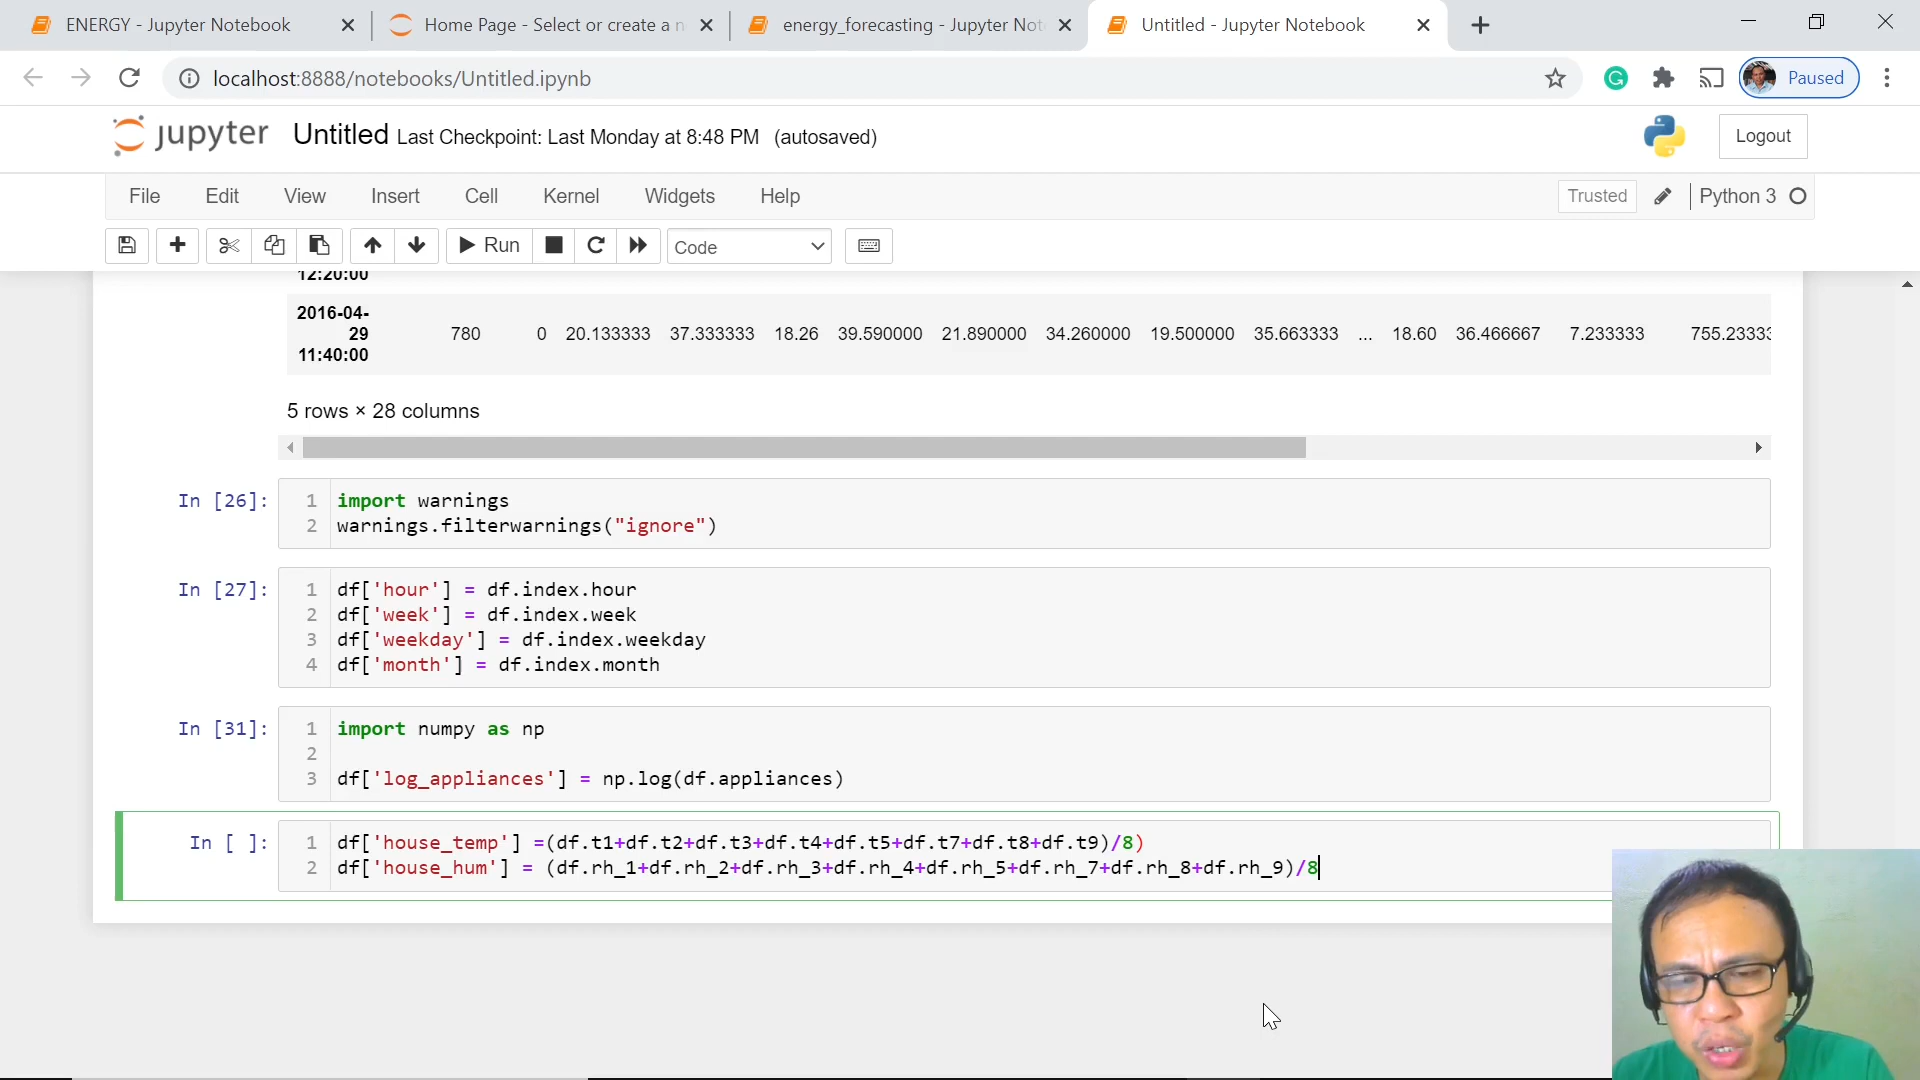 ENERGY - Jupyter Notebook
Home Page - Select or create a n
energy_forecasting - Jupyter Not
Untitled - Jupyter Notebook
localhost:8888/notebooks/Untitled.ipynb
Paused
jupyter Untitled Last Checkpoint: Last Monday at 8:48 PM (autosaved)
Logout
File Edit View Insert Cell Kernel Widgets Help
Trusted Python 3
Run Code
12:20:00
2016-04-
29 780 0 20.133333 37.333333 18.26 39.590000 21.890000 34.260000 19.500000 35.663333 ... 18.60 36.466667 7.233333 755.23333
11:40:00
5 rows × 28 columns
In [26]: 1 import warnings
2 warnings.filterwarnings("ignore")
In [27]: 1 df['hour'] = df.index.hour
2 df['week'] = df.index.week
3 df['weekday'] = df.index.weekday
4 df['month'] = df.index.month
In [31]: 1 import numpy as np
2
3 df['log_appliances'] = np.log(df.appliances)
In [ ]: 1 df['house_temp'] =(df.t1+df.t2+df.t3+df.t4+df.t5+df.t7+df.t8+df.t9)/8)
2 df['house_hum'] = (df.rh_1+df.rh_2+df.rh_3+df.rh_4+df.rh_5+df.rh_7+df.rh_8+df.rh_9)/8